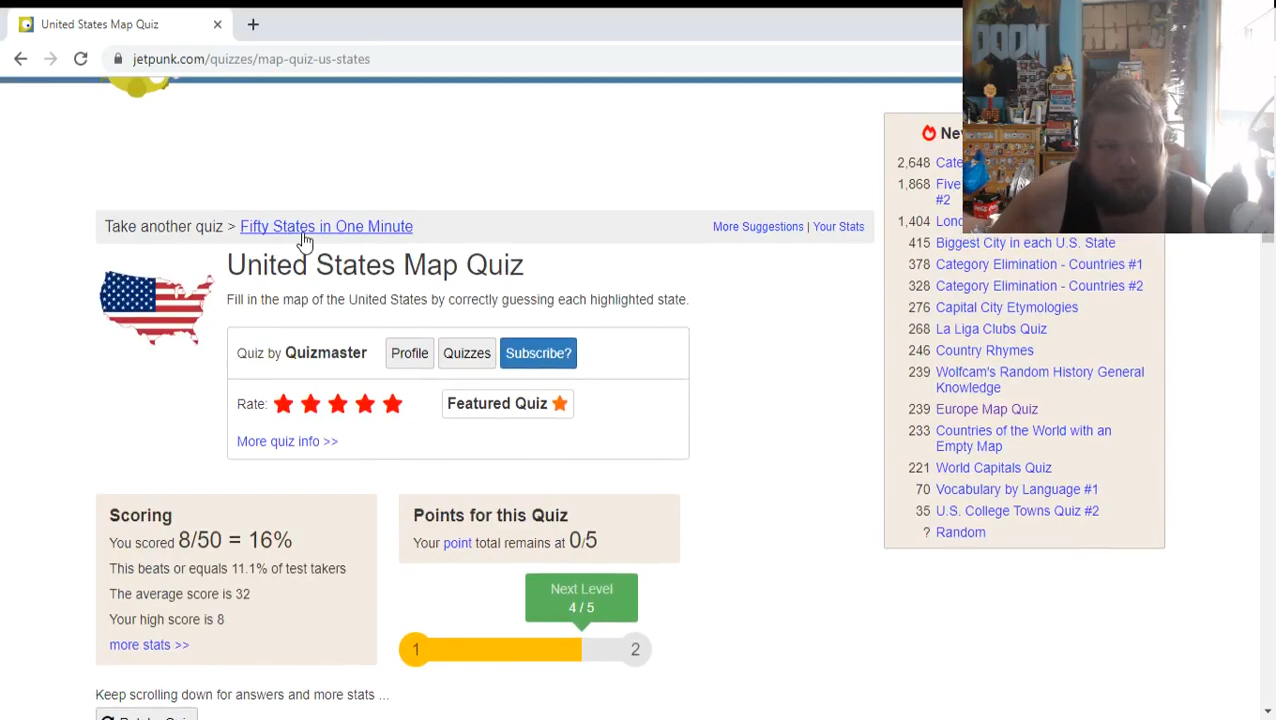 United States Map Quiz
jetpunk.com/quizzes/map-quiz-us-states
DOOM
Take another quiz > Fifty States in One Minute
More Suggestions | Your Stats
United States Map Quiz
Fill in the map of the United States by correctly guessing each highlighted state.
Quiz by Quizmaster
Profile
Quizzes
Subscribe?
Rate:
Featured Quiz
More quiz info >>
Scoring
You scored 8/50 = 16%
This beats or equals 11.1% of test takers
The average score is 32
Your high score is 8
more stats >>
Points for this Quiz
Your point total remains at 0/5
Next Level
4 / 5
1
2
Keep scrolling down for answers and more stats ...
2,648
1,868 Five
#2
1,404
415 Biggest City in each U.S. State
378 Category Elimination - Countries #1
328 Category Elimination - Countries #2
276 Capital City Etymologies
268 La Liga Clubs Quiz
246 Country Rhymes
239 Wolfcam's Random History General
Knowledge
239 Europe Map Quiz
233 Countries of the World with an
Empty Map
221 World Capitals Quiz
70 Vocabulary by Language #1
35 U.S. College Towns Quiz #2
? Random